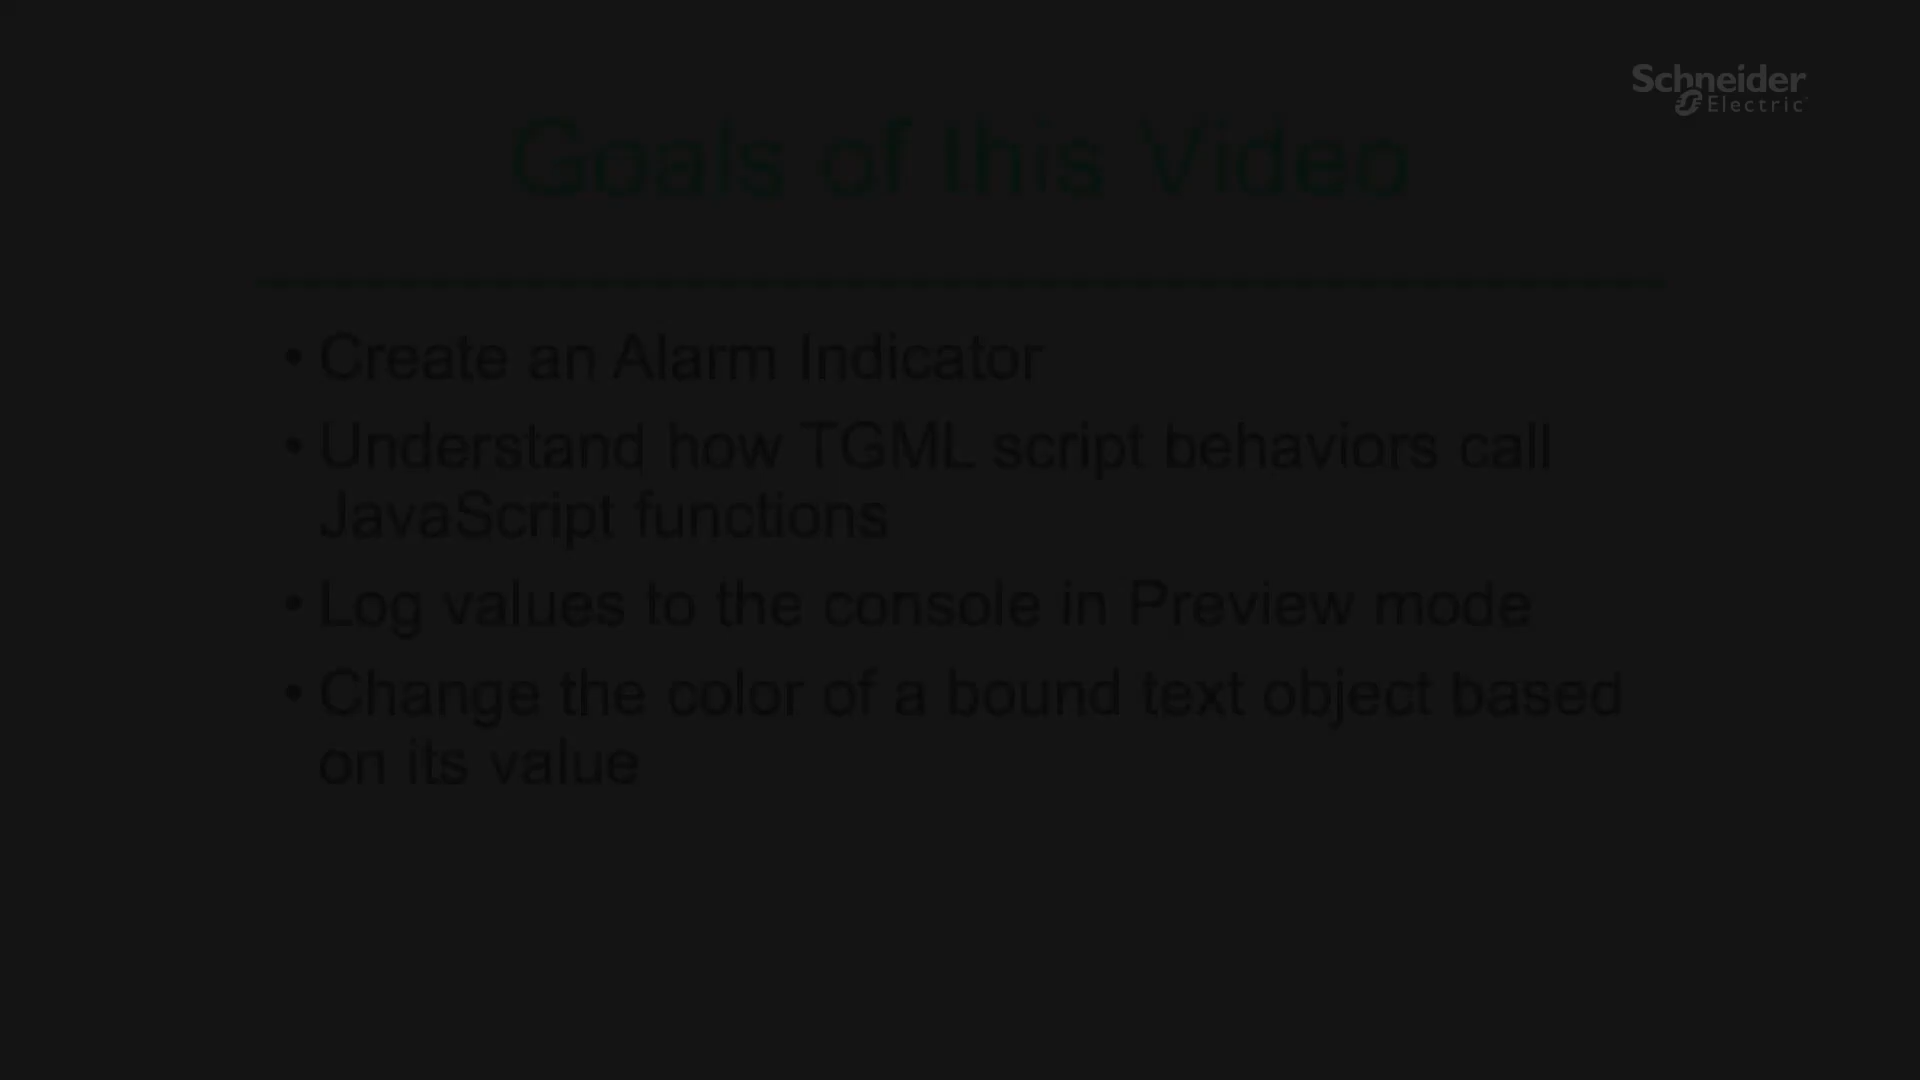 Schneider
Electric
Goals of this Video
• Create an Alarm Indicator
• Understand how TGML script behaviors call
JavaScript functions
• Log values to the console in Preview mode
• Change the color of a bound text object based
on its value